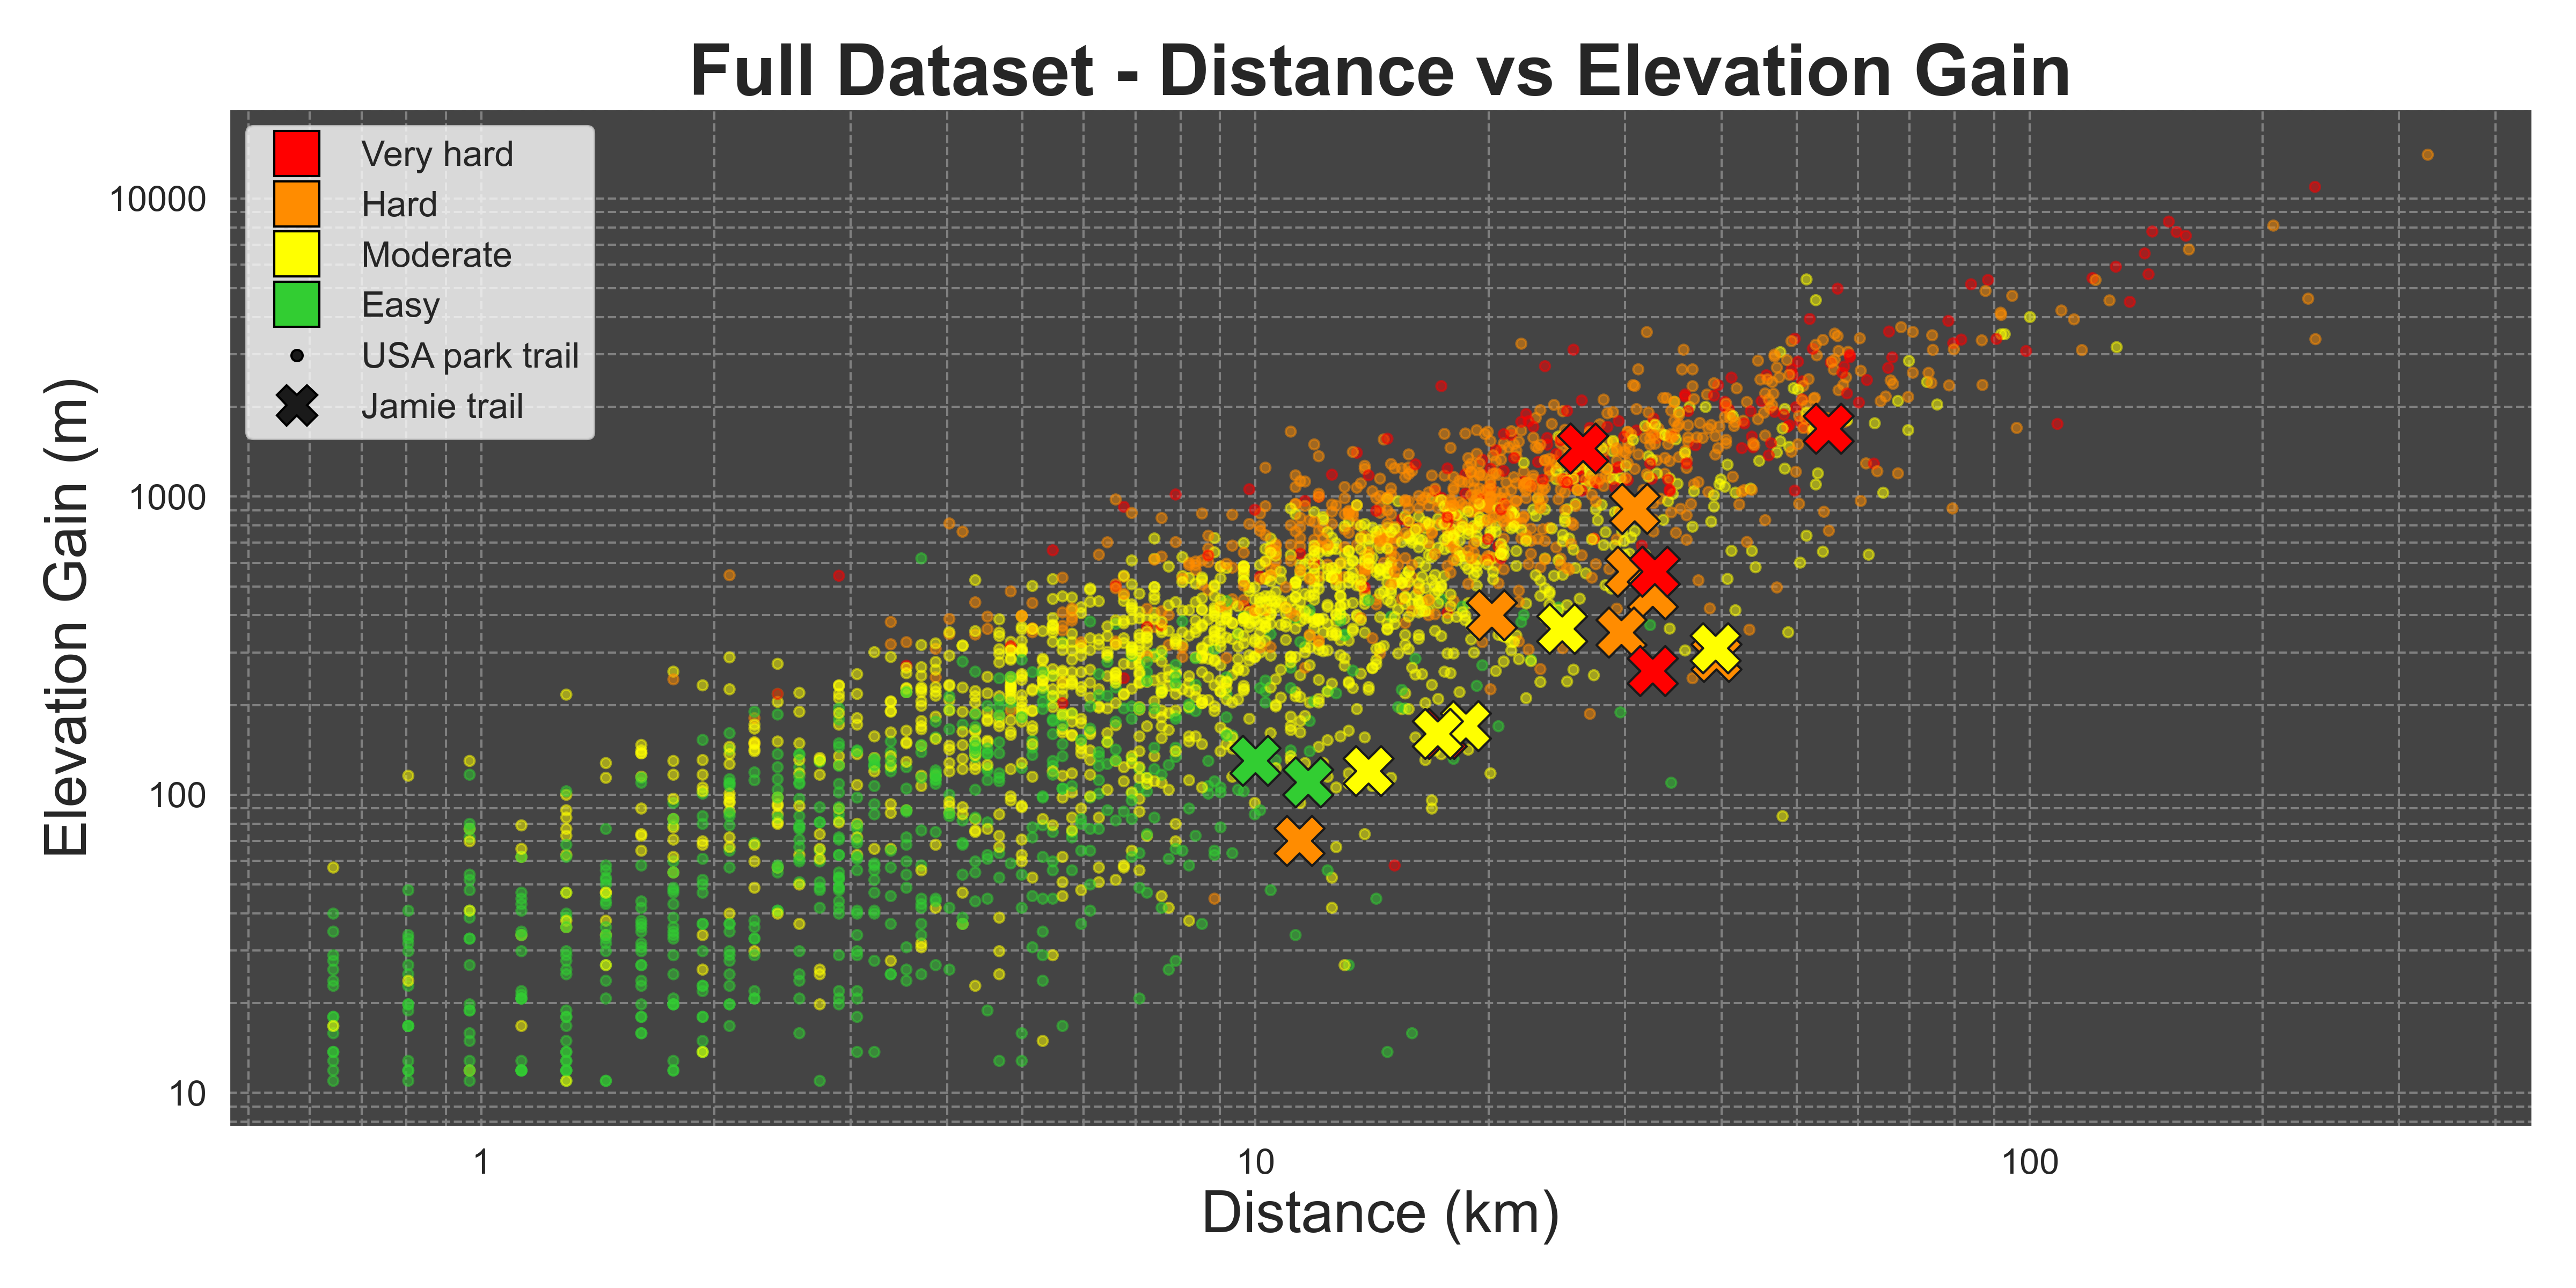 Full Dataset - Distance vs Elevation Gain
Very hard
Hard
Moderate
Easy
USA park trail
Jamie trail
Elevation Gain (m)
10000
1000
100
10
1
10
100
Distance (km)